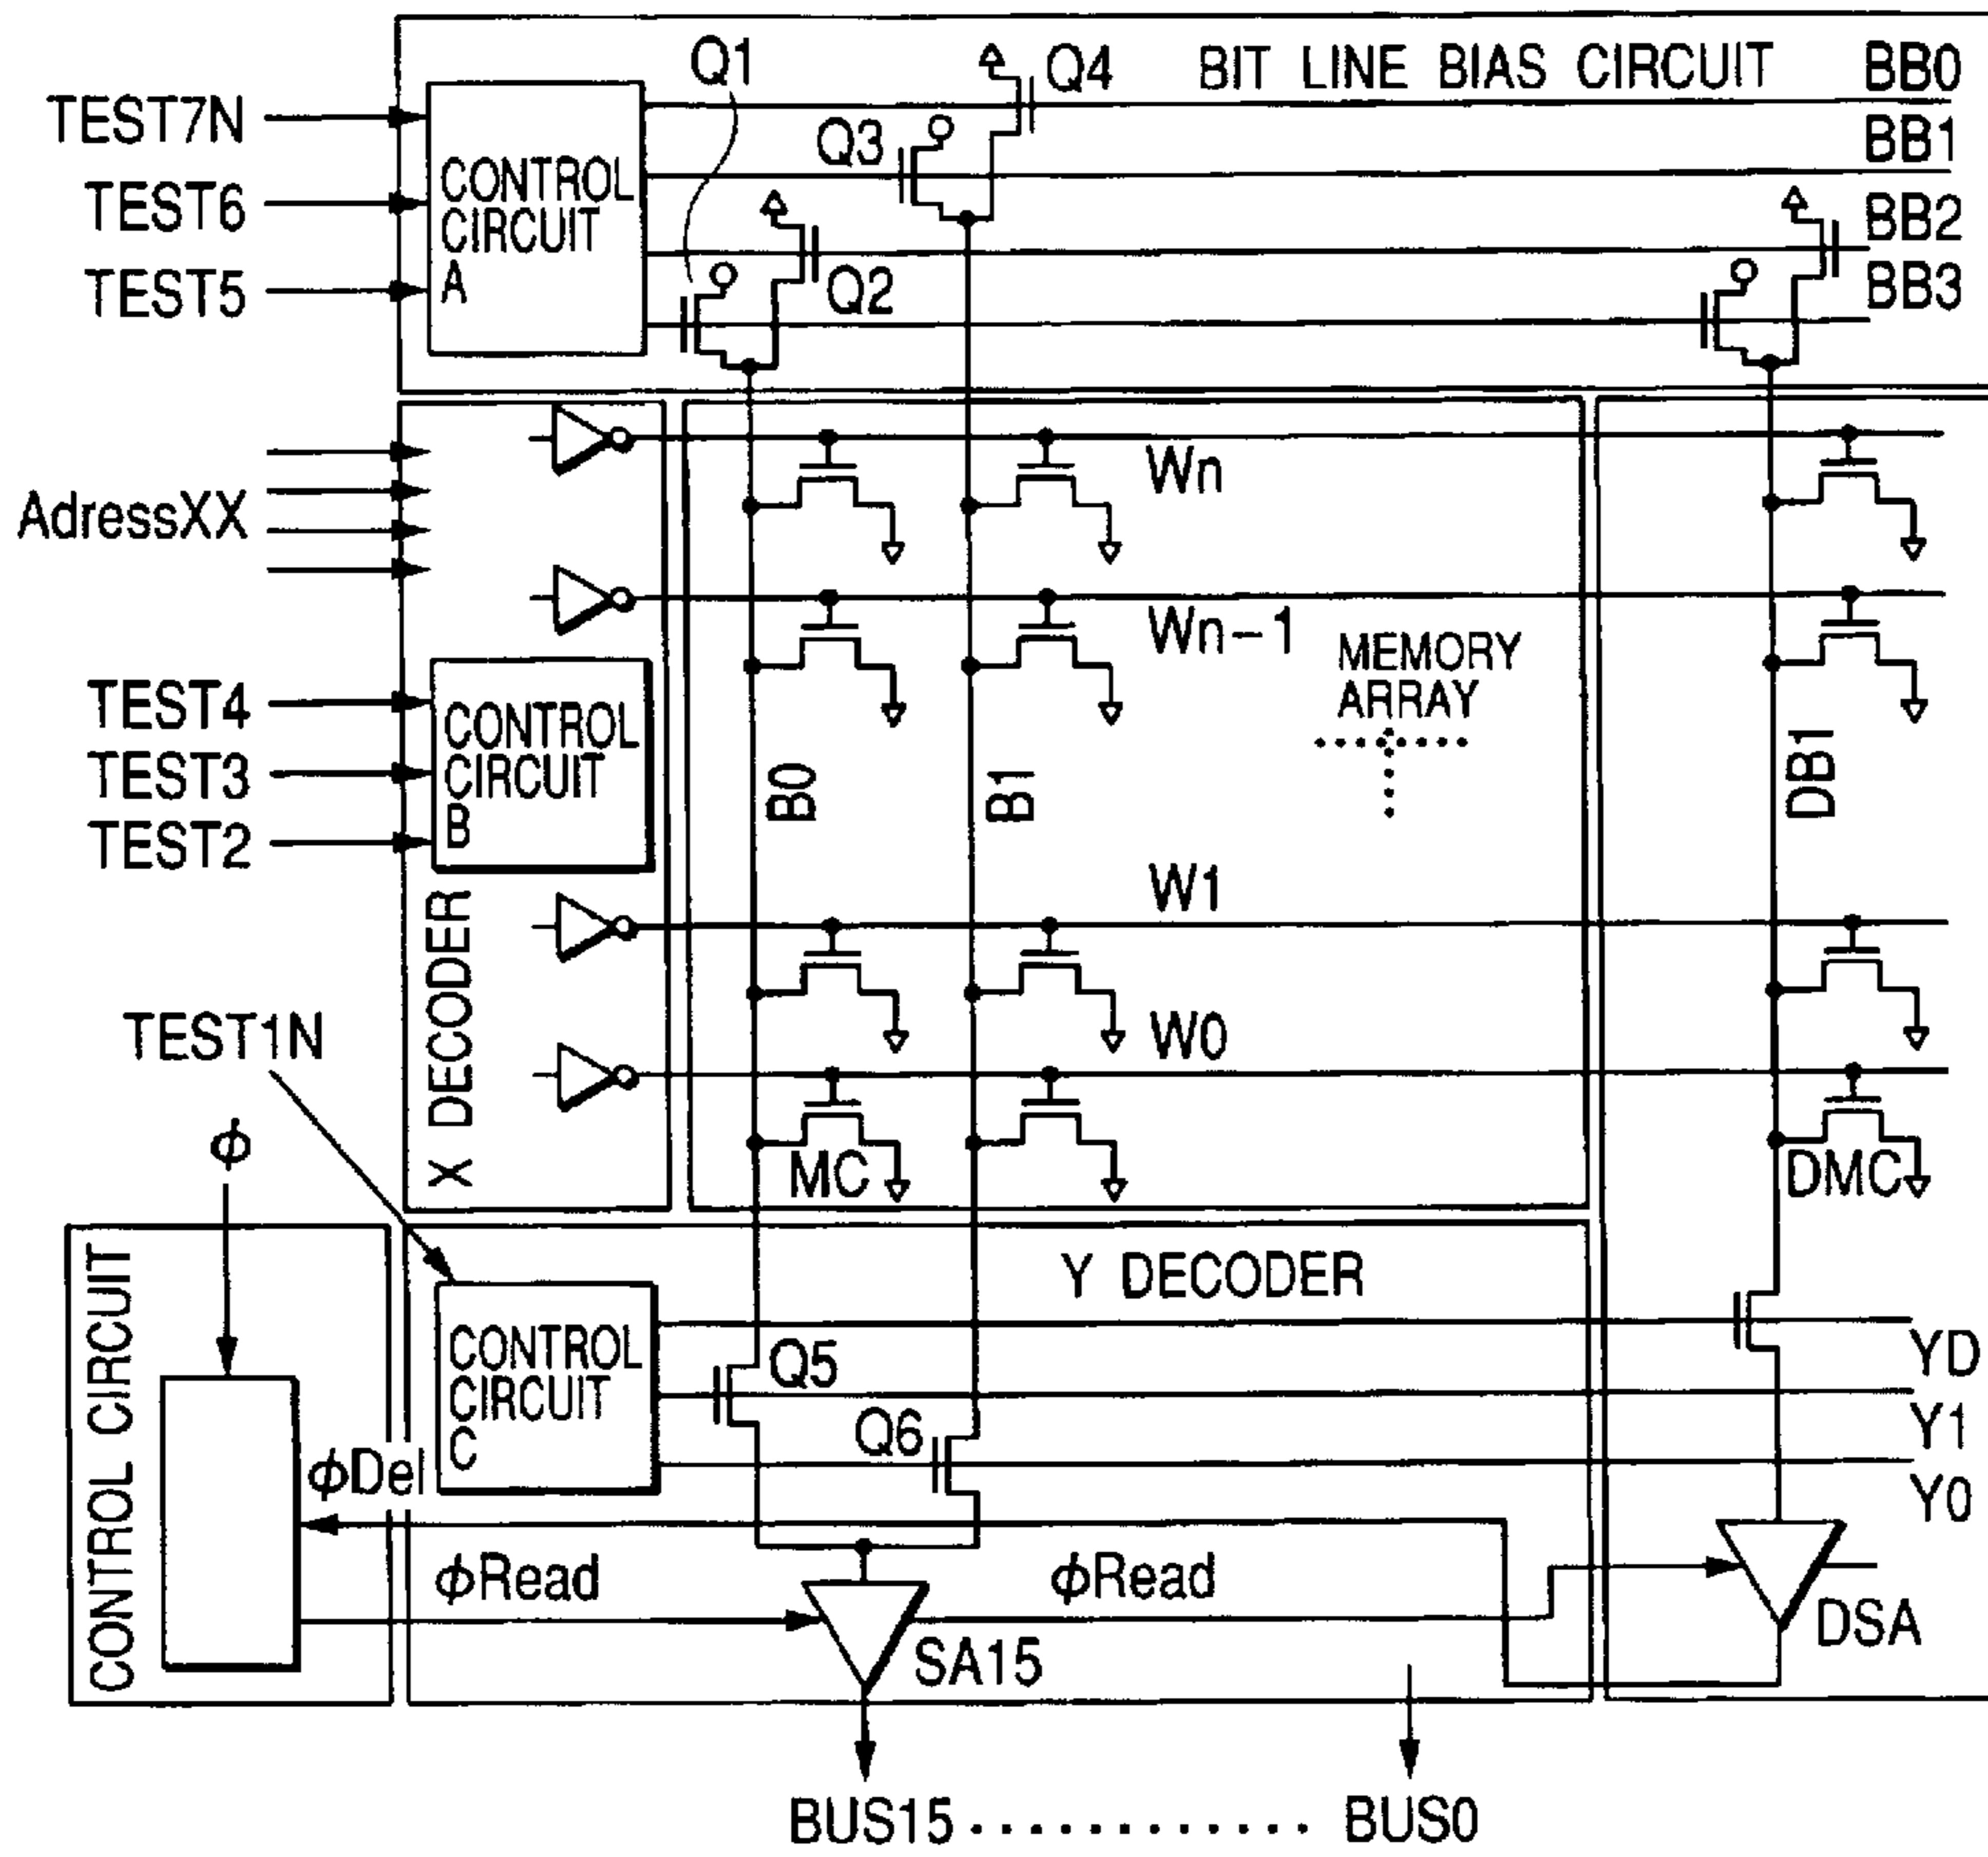 Q1
Q4
BIT LINE BIAS CIRCUIT
BB0
TEST7N
Q3
BB1
CONTROL
CIRCUIT
A
TEST6
BB2
TEST5
Q2
BB3
Wn
AdressXX
Wn-1
MEMORY
ARRAY
TEST4
CONTROL
CIRCUIT
B
TEST3
TEST2
B0
B1
DB1
W1
X DECODER
TEST1N
W0
φ
MC
DMC
CONTROL CIRCUIT
Y DECODER
CONTROL
CIRCUIT
C
Q5
YD
Q6
Y1
φDel
Y0
φRead
φRead
SA15
DSA
BUS15 ............ BUS0